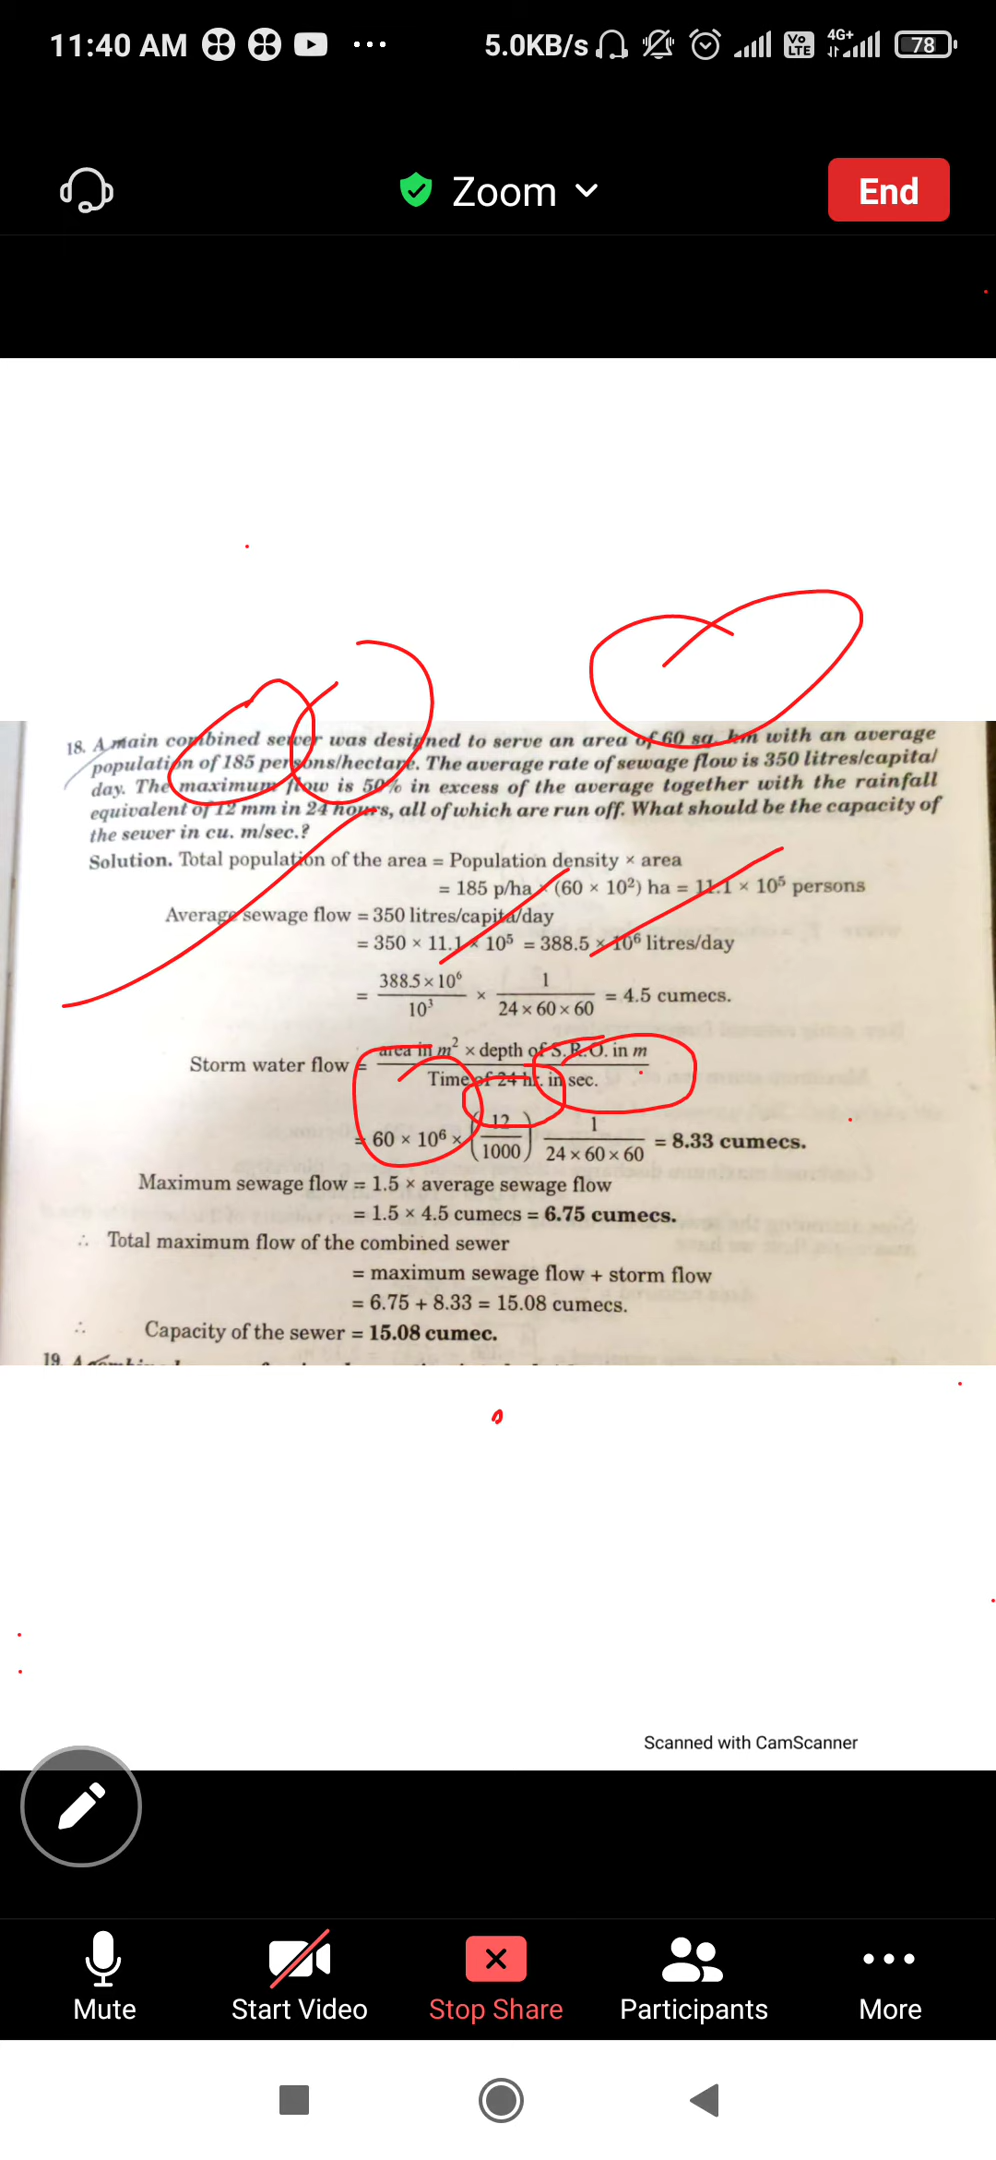 11:40 AM
5.0KB/s
Vo LTE
4G+
78
Zoom
End
18. A main combined sewer was designed to serve an area of 60 sq. km with an average
population of 185 persons/hectare. The average rate of sewage flow is 350 litres/capita/
day. The maximum flow is 50% in excess of the average together with the rainfall
equivalent of 12 mm in 24 hours, all of which are run off. What should be the capacity of
the sewer in cu. m/sec.?
Solution. Total population of the area = Population density × area
= 185 p/ha × (60 × 10²) ha = 11.1 × 10⁵ persons
Average sewage flow = 350 litres/capita/day
= 350 × 11.1 × 10⁵ = 388.5 × 10⁶ litres/day
= 388.5 × 10⁶ / 10³ × 1 / 24 × 60 × 60 = 4.5 cumecs.
Storm water flow = area in m² × depth of S.R.O. in m / Time of 24 hr. in sec.
= 60 × 10⁶ × (12 / 1000) 1 / 24 × 60 × 60 = 8.33 cumecs.
Maximum sewage flow = 1.5 × average sewage flow
= 1.5 × 4.5 cumecs = 6.75 cumecs.
∴ Total maximum flow of the combined sewer
= maximum sewage flow + storm flow
= 6.75 + 8.33 = 15.08 cumecs.
∴ Capacity of the sewer = 15.08 cumec.
19. A
Scanned with CamScanner
Mute
Start Video
Stop Share
Participants
More